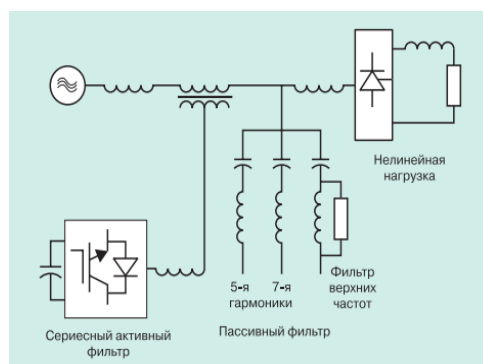 Нелинейная
нагрузка
5-я
гармоники
7-я
Фильтр
верхних
частот
Пассивный фильтр
Сериесный активный
фильтр